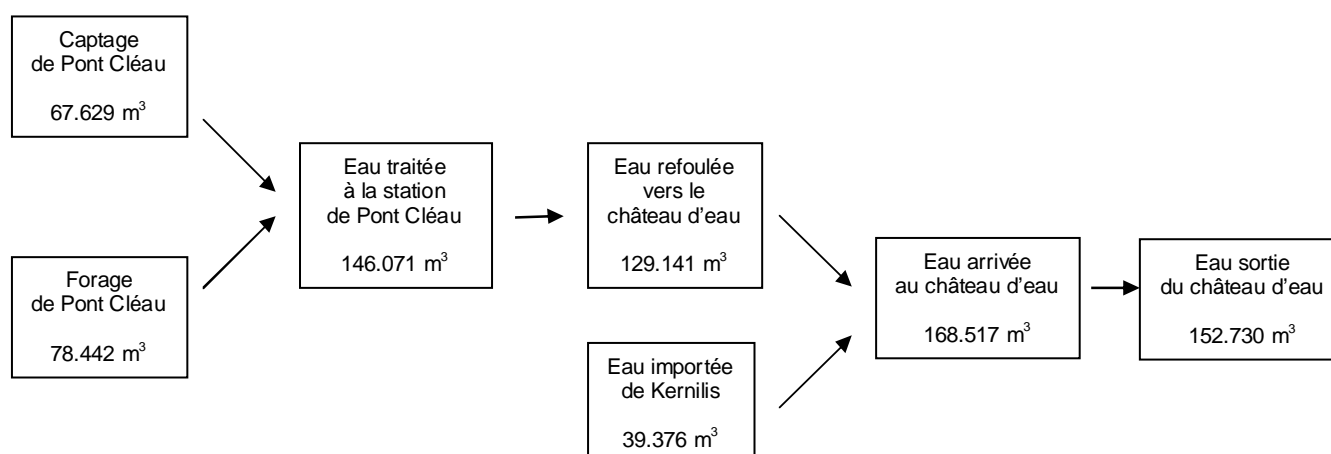 Captage
de Pont Cléau
67.629 m³
Forage
de Pont Cléau
78.442 m³
Eau traitée
à la station
de Pont Cléau
146.071 m³
Eau refoulée
vers le
château d'eau
129.141 m³
Eau importée
de Kernilis
39.376 m³
Eau arrivée
au château d'eau
168.517 m³
Eau sortie
du château d'eau
152.730 m³